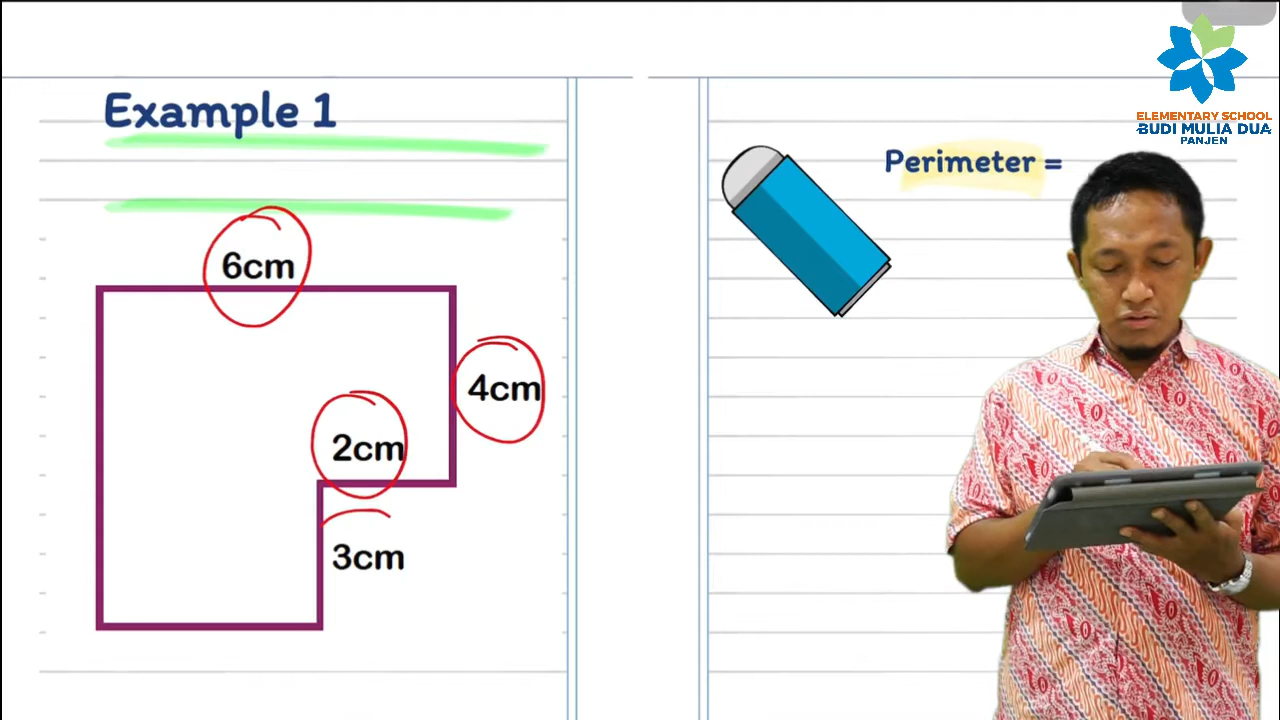 Example 1
6cm
4cm
2cm
3cm
Perimeter =
ELEMENTARY SCHOOL
BUDI MULIA DUA
PANJEN